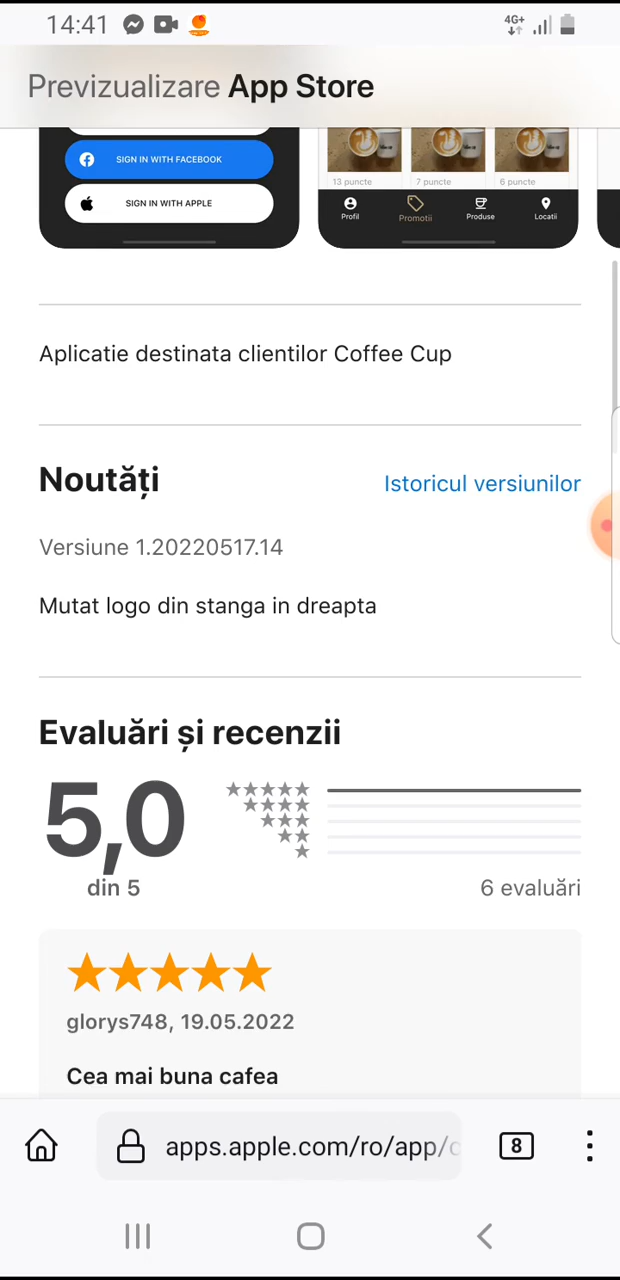 14:41
4G+
Previzualizare App Store
SIGN IN WITH FACEBOOK
SIGN IN WITH APPLE
13 puncte
7 puncte
6 puncte
Profil
Promotii
Produse
Locatii
Aplicatie destinata clientilor Coffee Cup
Noutăți
Istoricul versiunilor
Versiune 1.20220517.14
Mutat logo din stanga in dreapta
Evaluări și recenzii
5,0
din 5
6 evaluări
glorys748, 19.05.2022
Cea mai buna cafea
apps.apple.com/ro/app/
8